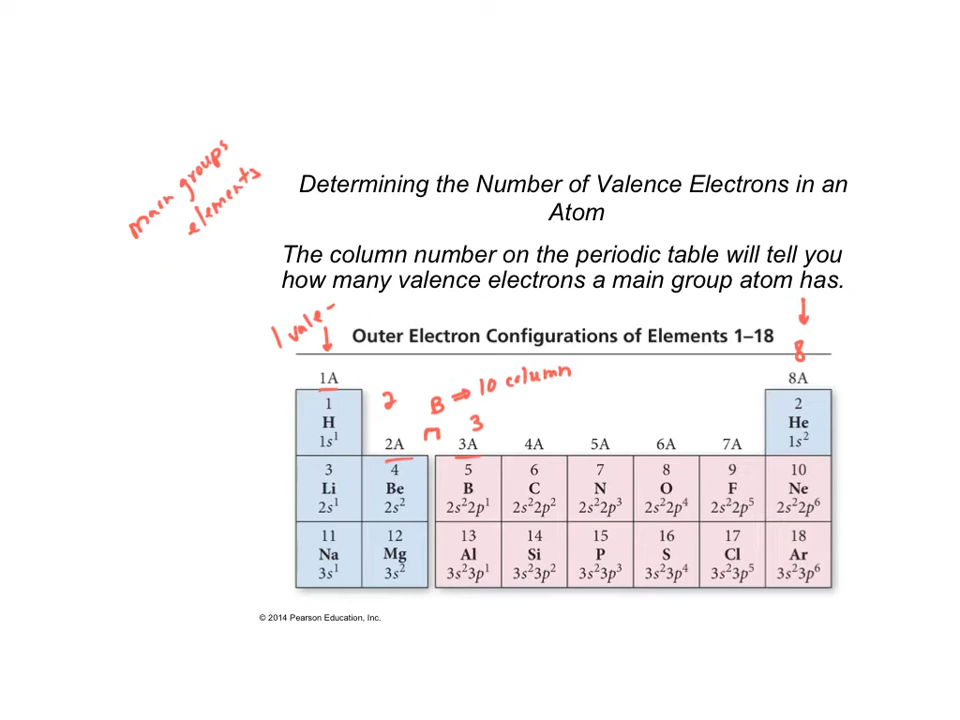 main groups
elements
Determining the Number of Valence Electrons in an
Atom
The column number on the periodic table will tell you
how many valence electrons a main group atom has.
1 vale-
Outer Electron Configurations of Elements 1–18
8
1A 8A
1 2
H He
1s¹ 1s²
2 B ⇒ 10 column
3
2A 3A 4A 5A 6A 7A
3 4 5 6 7 8 9 10
Li Be B C N O F Ne
2s¹ 2s² 2s²2p¹ 2s²2p² 2s²2p³ 2s²2p⁴ 2s²2p⁵ 2s²2p⁶
11 12 13 14 15 16 17 18
Na Mg Al Si P S Cl Ar
3s¹ 3s² 3s²3p¹ 3s²3p² 3s²3p³ 3s²3p⁴ 3s²3p⁵ 3s²3p⁶
© 2014 Pearson Education, Inc.